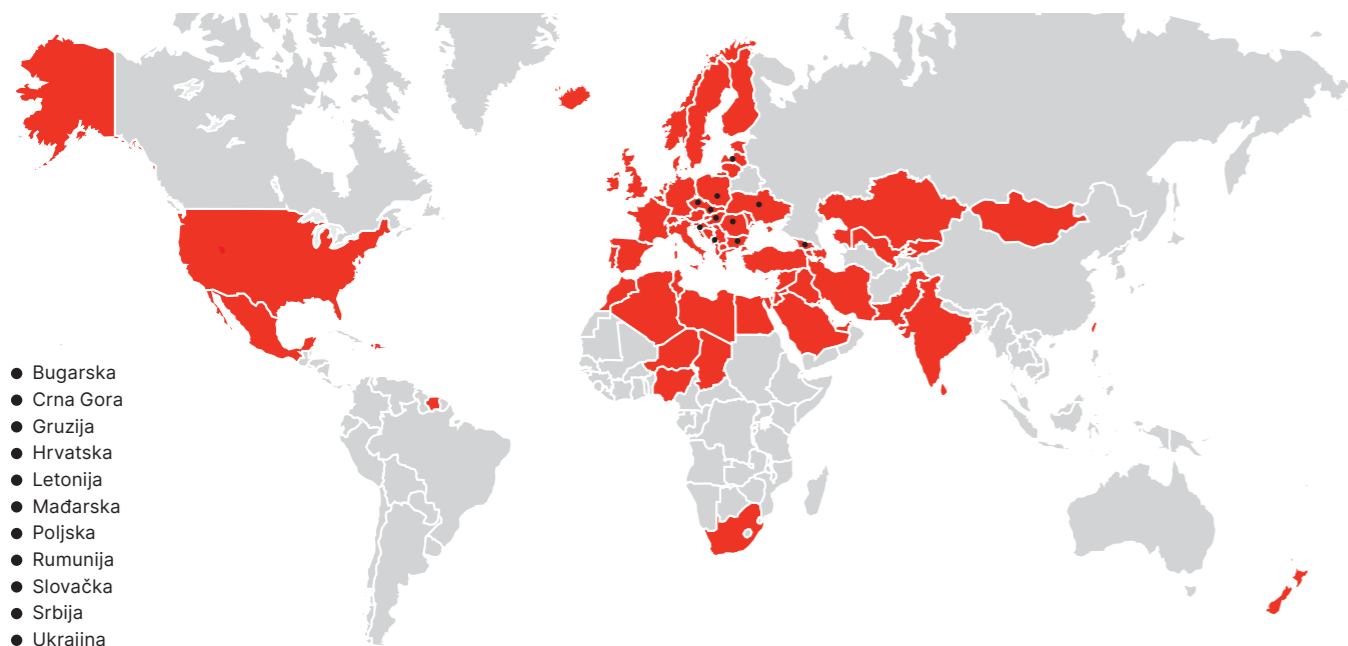 Bugarska
Crna Gora
Gruzija
Hrvatska
Letonija
Mađarska
Poljska
Rumunija
Slovačka
Srbija
Ukrajina